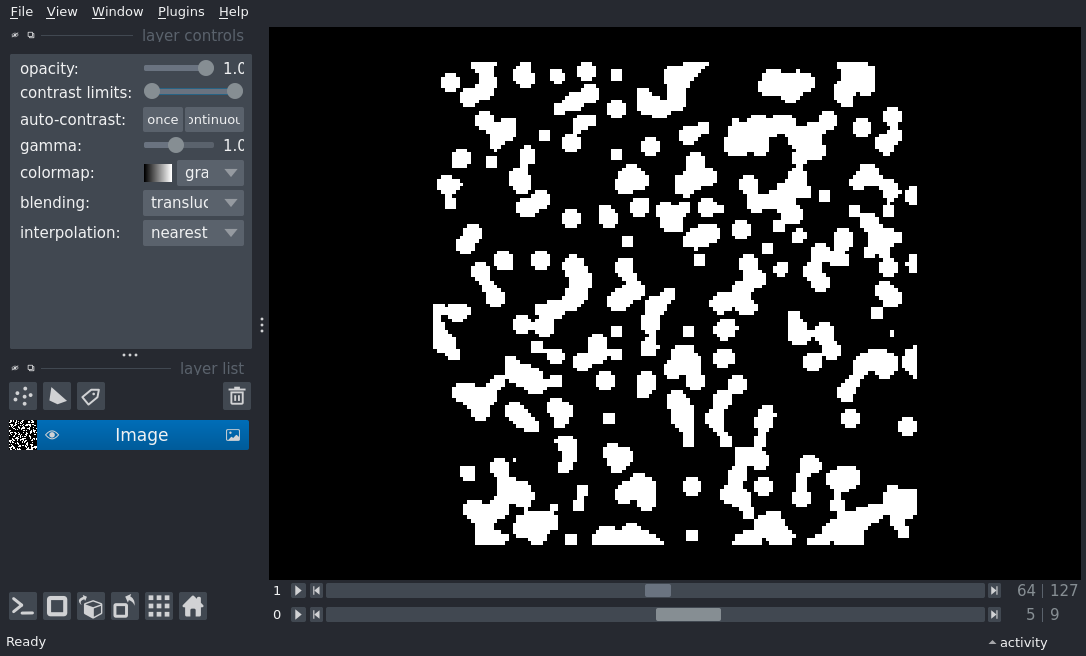 File View Window Plugins Help
layer controls
opacity: 1.0
contrast limits:
auto-contrast: once ontinuou
gamma: 1.0
colormap: gra
blending: transluc
interpolation: nearest
layer list
Image
1 64 127
0 5 9
Ready activity